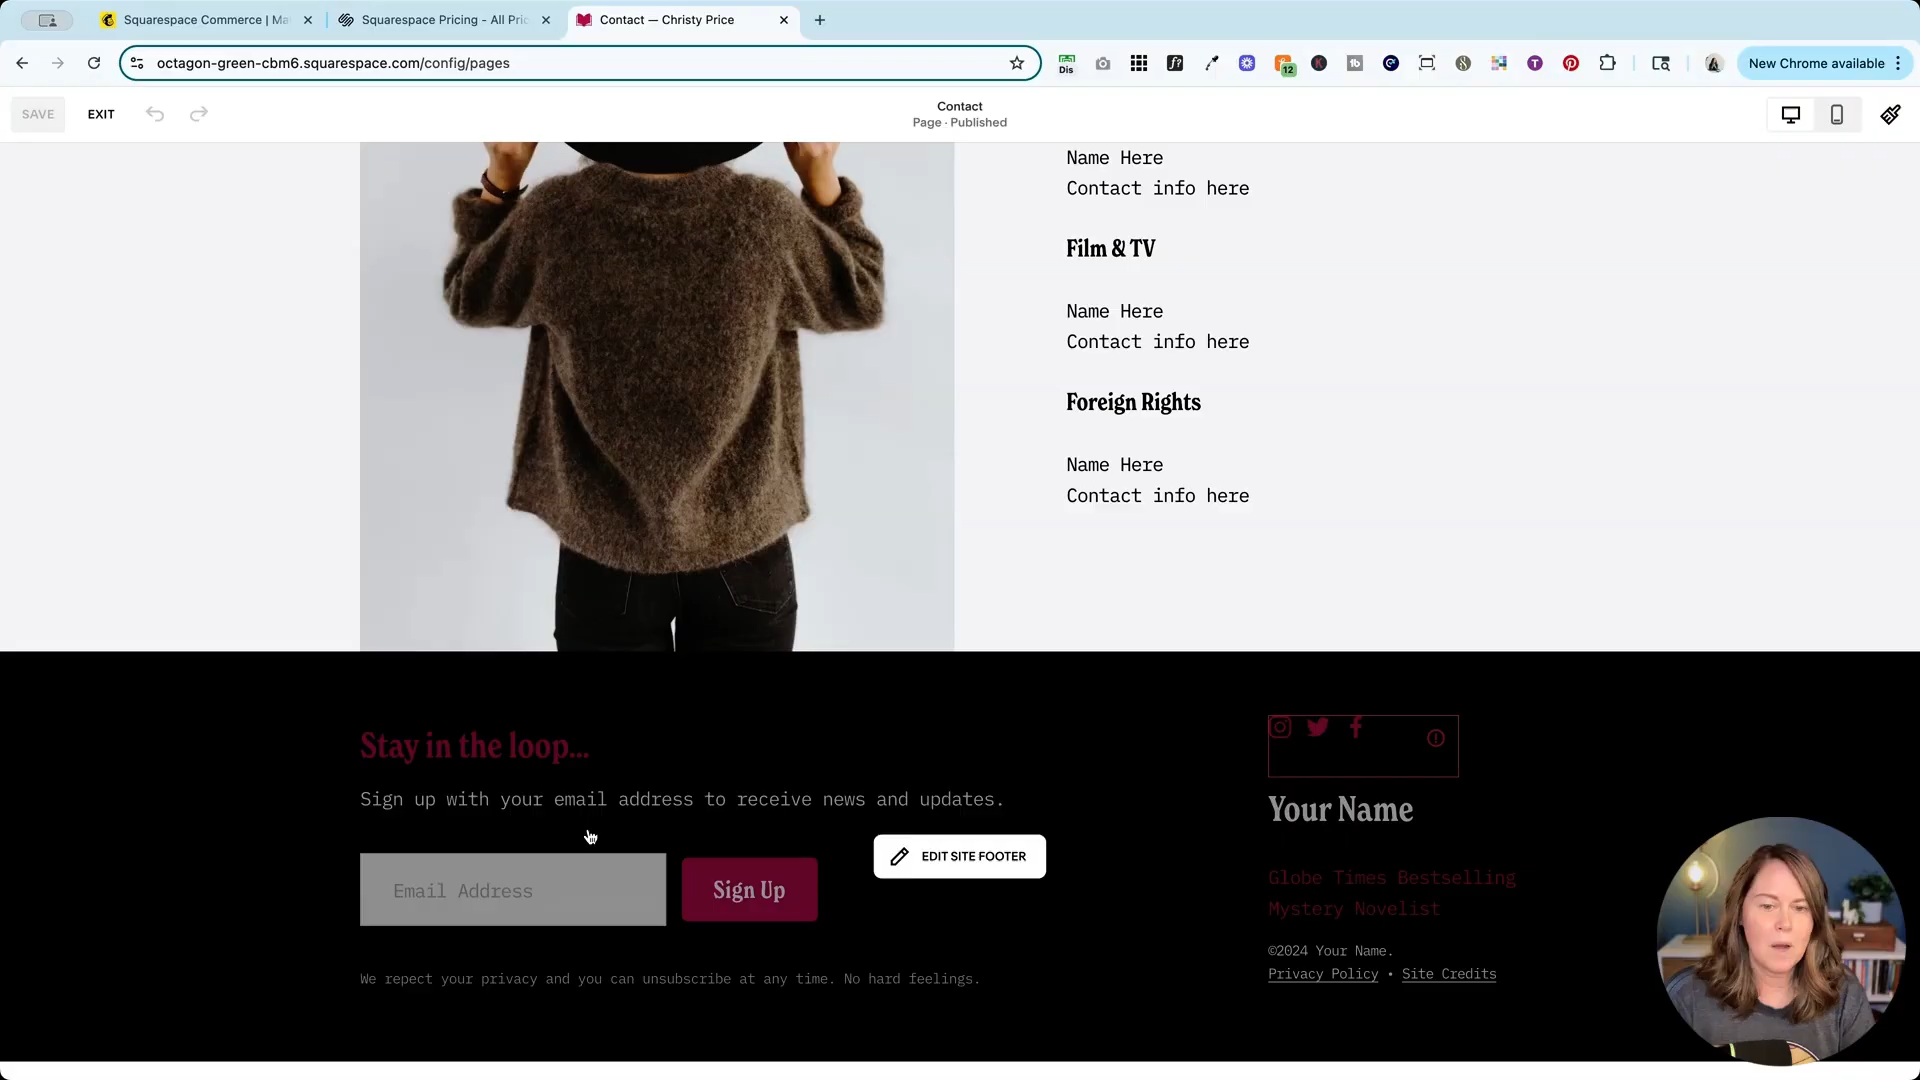 Squarespace Commerce | Ma
Squarespace Pricing - All Pric
Contact — Christy Price
octagon-green-cbm6.squarespace.com/config/pages
Dis
f?
12
K
tb
T
New Chrome available
SAVE
EXIT
Contact
Page · Published
Name Here
Contact info here
Film & TV
Name Here
Contact info here
Foreign Rights
Name Here
Contact info here
Stay in the loop...
Sign up with your email address to receive news and updates.
Email Address
Sign Up
We repect your privacy and you can unsubscribe at any time. No hard feelings.
EDIT SITE FOOTER
Your Name
Globe Times Bestselling
Mystery Novelist
©2024 Your Name.
Privacy Policy • Site Credits